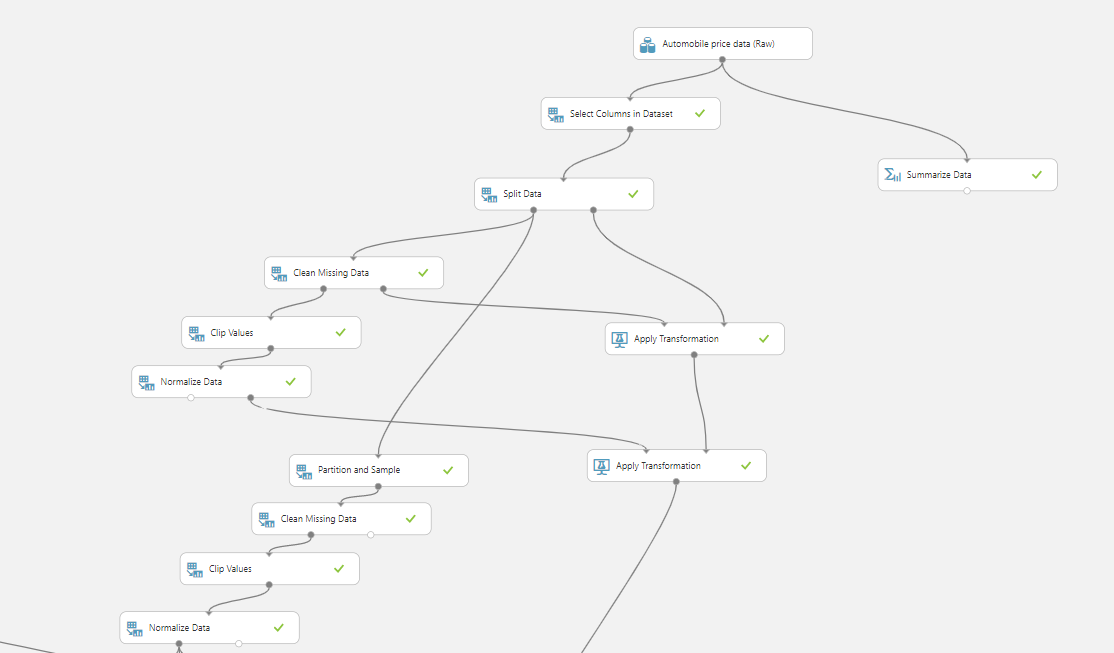 Automobile price data (Raw)
Select Columns in Dataset
Summarize Data
Split Data
Clean Missing Data
Clip Values
Apply Transformation
Normalize Data
Apply Transformation
Partition and Sample
Clean Missing Data
Clip Values
Normalize Data